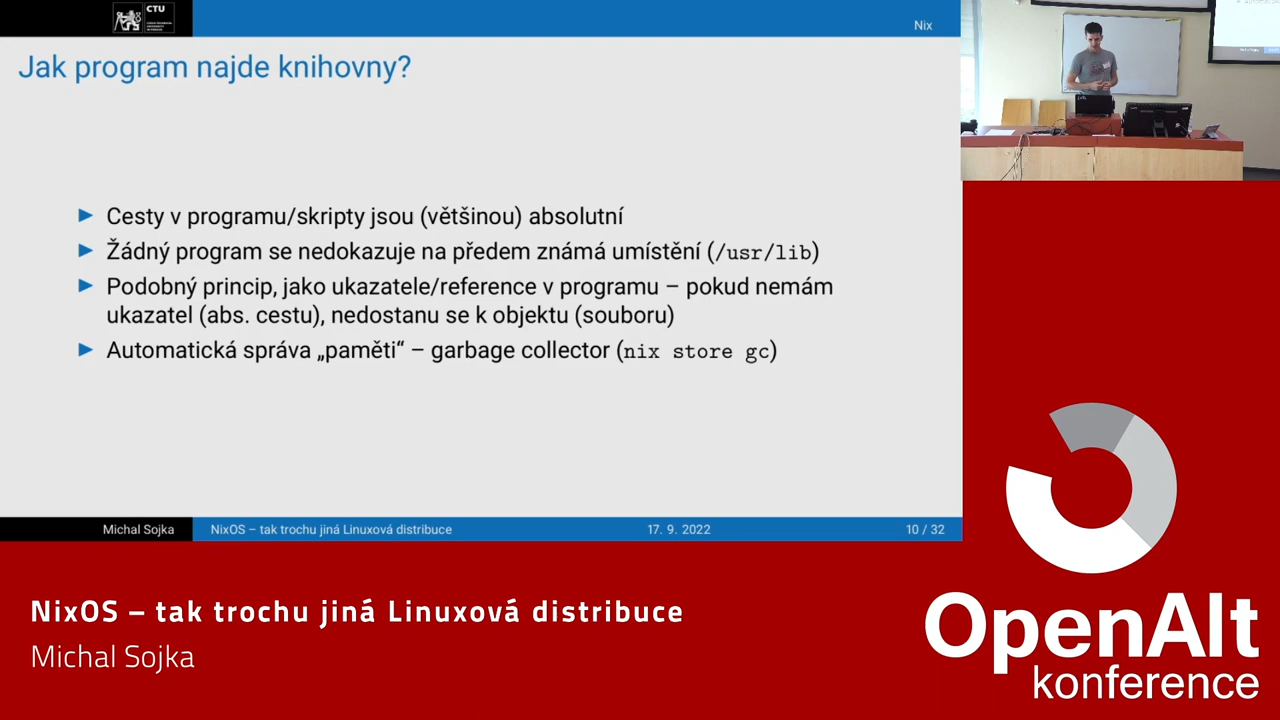 CTU
Nix
Jak program najde knihovny?
Cesty v programu/skripty jsou (většinou) absolutní
Žádný program se nedokazuje na předem známá umístění (/usr/lib)
Podobný princip, jako ukazatele/reference v programu – pokud nemám
ukazatel (abs. cestu), nedostanu se k objektu (souboru)
Automatická správa „paměti“ – garbage collector (nix store gc)
Michal Sojka
NixOS – tak trochu jiná Linuxová distribuce
17. 9. 2022
10 / 32
NixOS – tak trochu jiná Linuxová distribuce
Michal Sojka
OpenAlt
konference